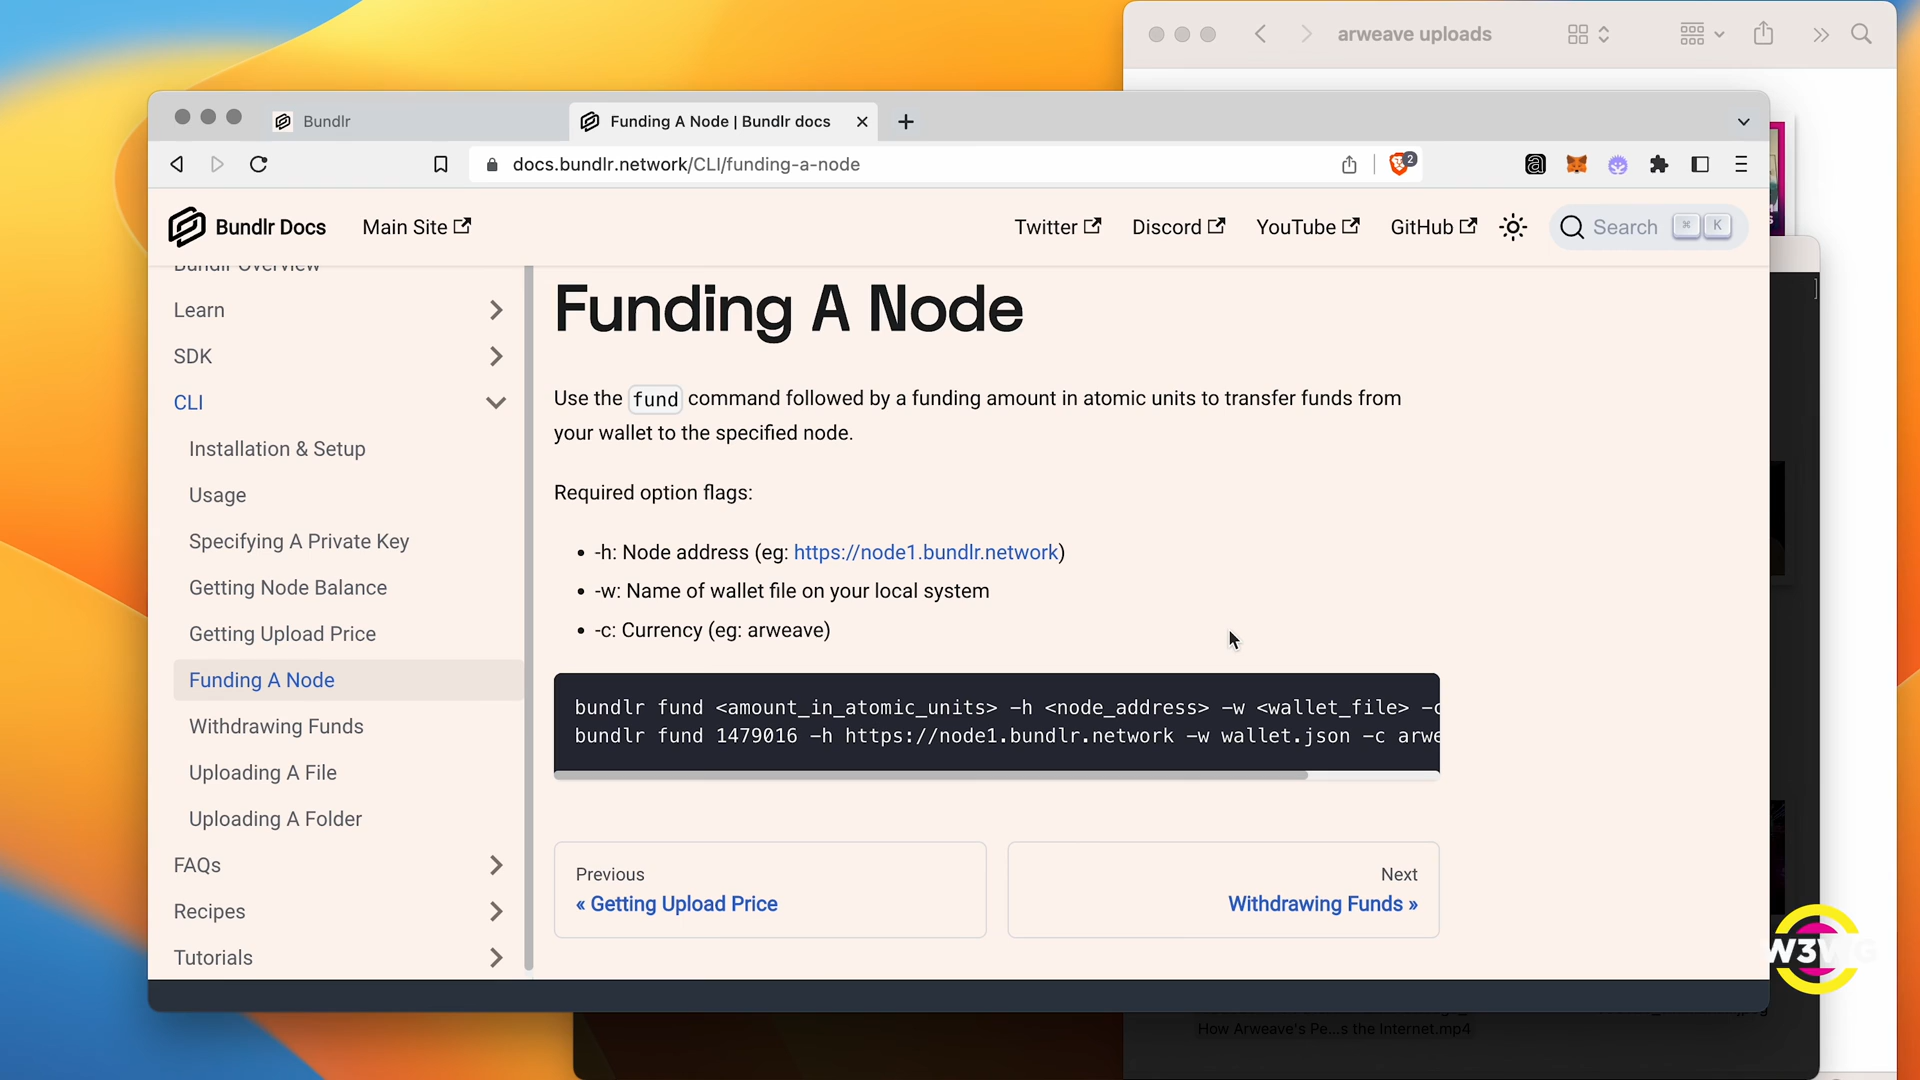 arweave uploads
Bundlr
Funding A Node | Bundlr docs
docs.bundlr.network/CLI/funding-a-node
2
Bundlr Docs
Main Site
Twitter
Discord
YouTube
GitHub
Search
⌘ K
Bundlr Overview
Learn
SDK
CLI
Installation & Setup
Usage
Specifying A Private Key
Getting Node Balance
Getting Upload Price
Funding A Node
Withdrawing Funds
Uploading A File
Uploading A Folder
FAQs
Recipes
Tutorials
Funding A Node
Use the fund command followed by a funding amount in atomic units to transfer funds from
your wallet to the specified node.
Required option flags:
• -h: Node address (eg: https://node1.bundlr.network)
• -w: Name of wallet file on your local system
• -c: Currency (eg: arweave)
bundlr fund <amount_in_atomic_units> -h <node_address> -w <wallet_file> -c
bundlr fund 1479016 -h https://node1.bundlr.network -w wallet.json -c arwe
Previous
« Getting Upload Price
Next
Withdrawing Funds »
W3WG
How Arweave's Pe...s the Internet.mp4